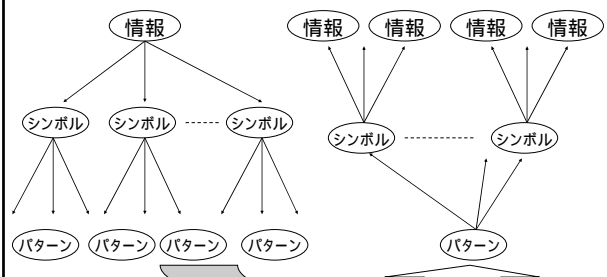 情報
情報 情報 情報 情報
シンボル シンボル シンボル
シンボル シンボル
パターン パターン パターン パターン
パターン